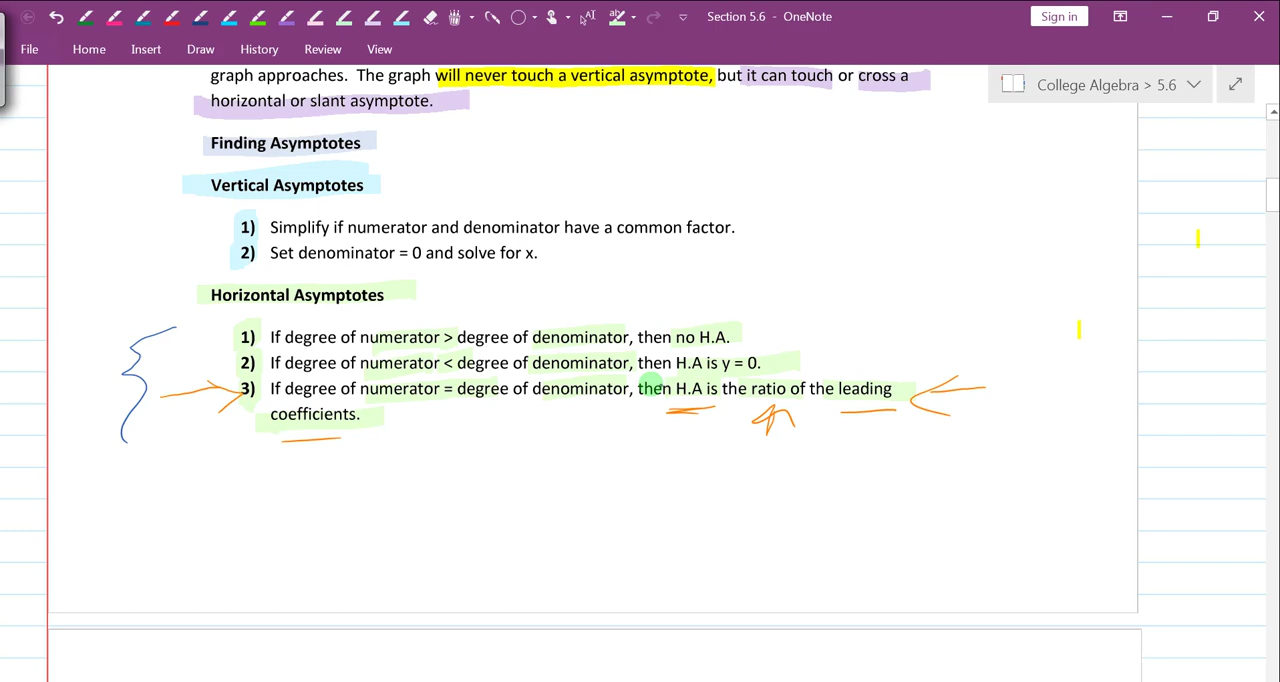 Section 5.6 - OneNote
Sign in
File Home Insert Draw History Review View
College Algebra > 5.6
graph approaches. The graph will never touch a vertical asymptote, but it can touch or cross a
horizontal or slant asymptote.
Finding Asymptotes
Vertical Asymptotes
1) Simplify if numerator and denominator have a common factor.
2) Set denominator = 0 and solve for x.
Horizontal Asymptotes
1) If degree of numerator > degree of denominator, then no H.A.
2) If degree of numerator < degree of denominator, then H.A is y = 0.
3) If degree of numerator = degree of denominator, then H.A is the ratio of the leading
coefficients.